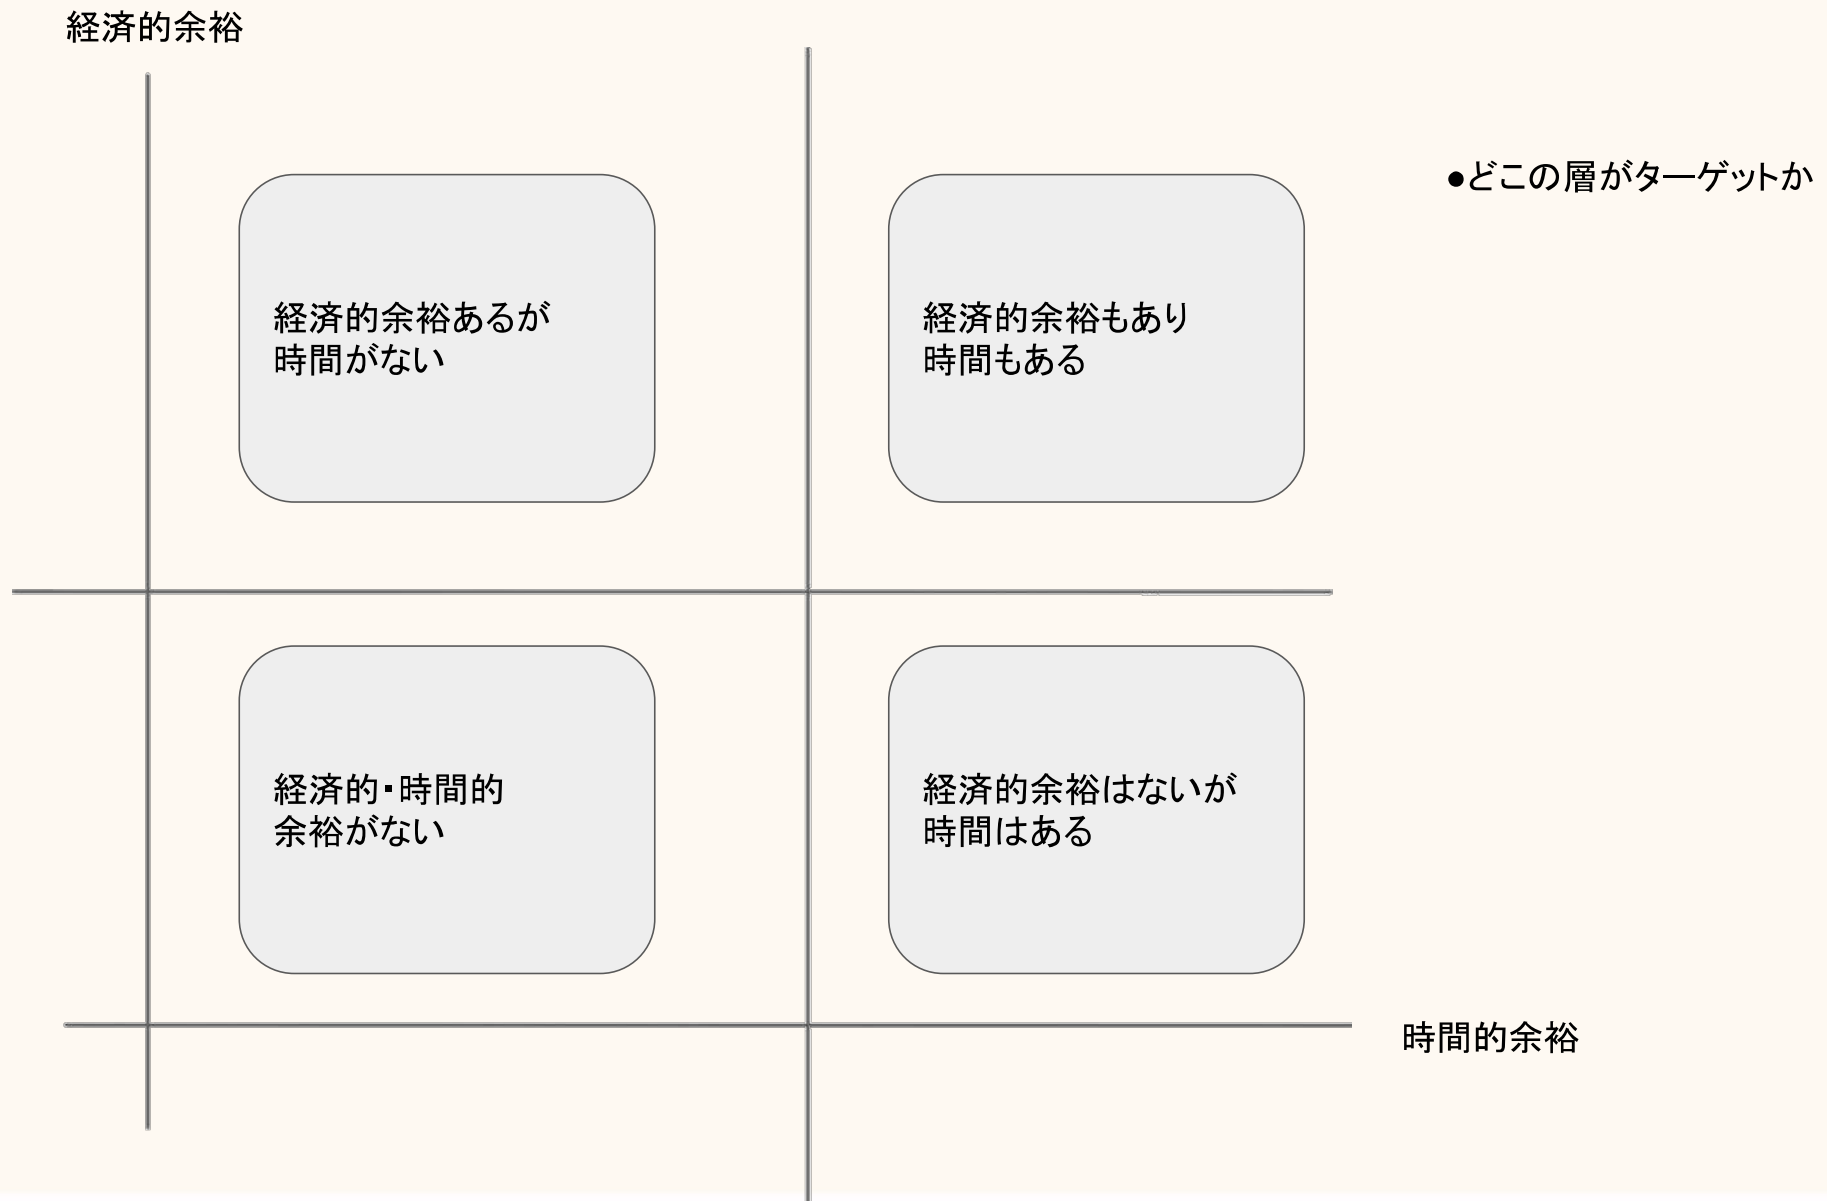 経済的余裕
●どこの層がターゲットか
経済的余裕あるが
時間がない
経済的余裕もあり
時間もある
経済的・時間的
余裕がない
経済的余裕はないが
時間はある
時間的余裕